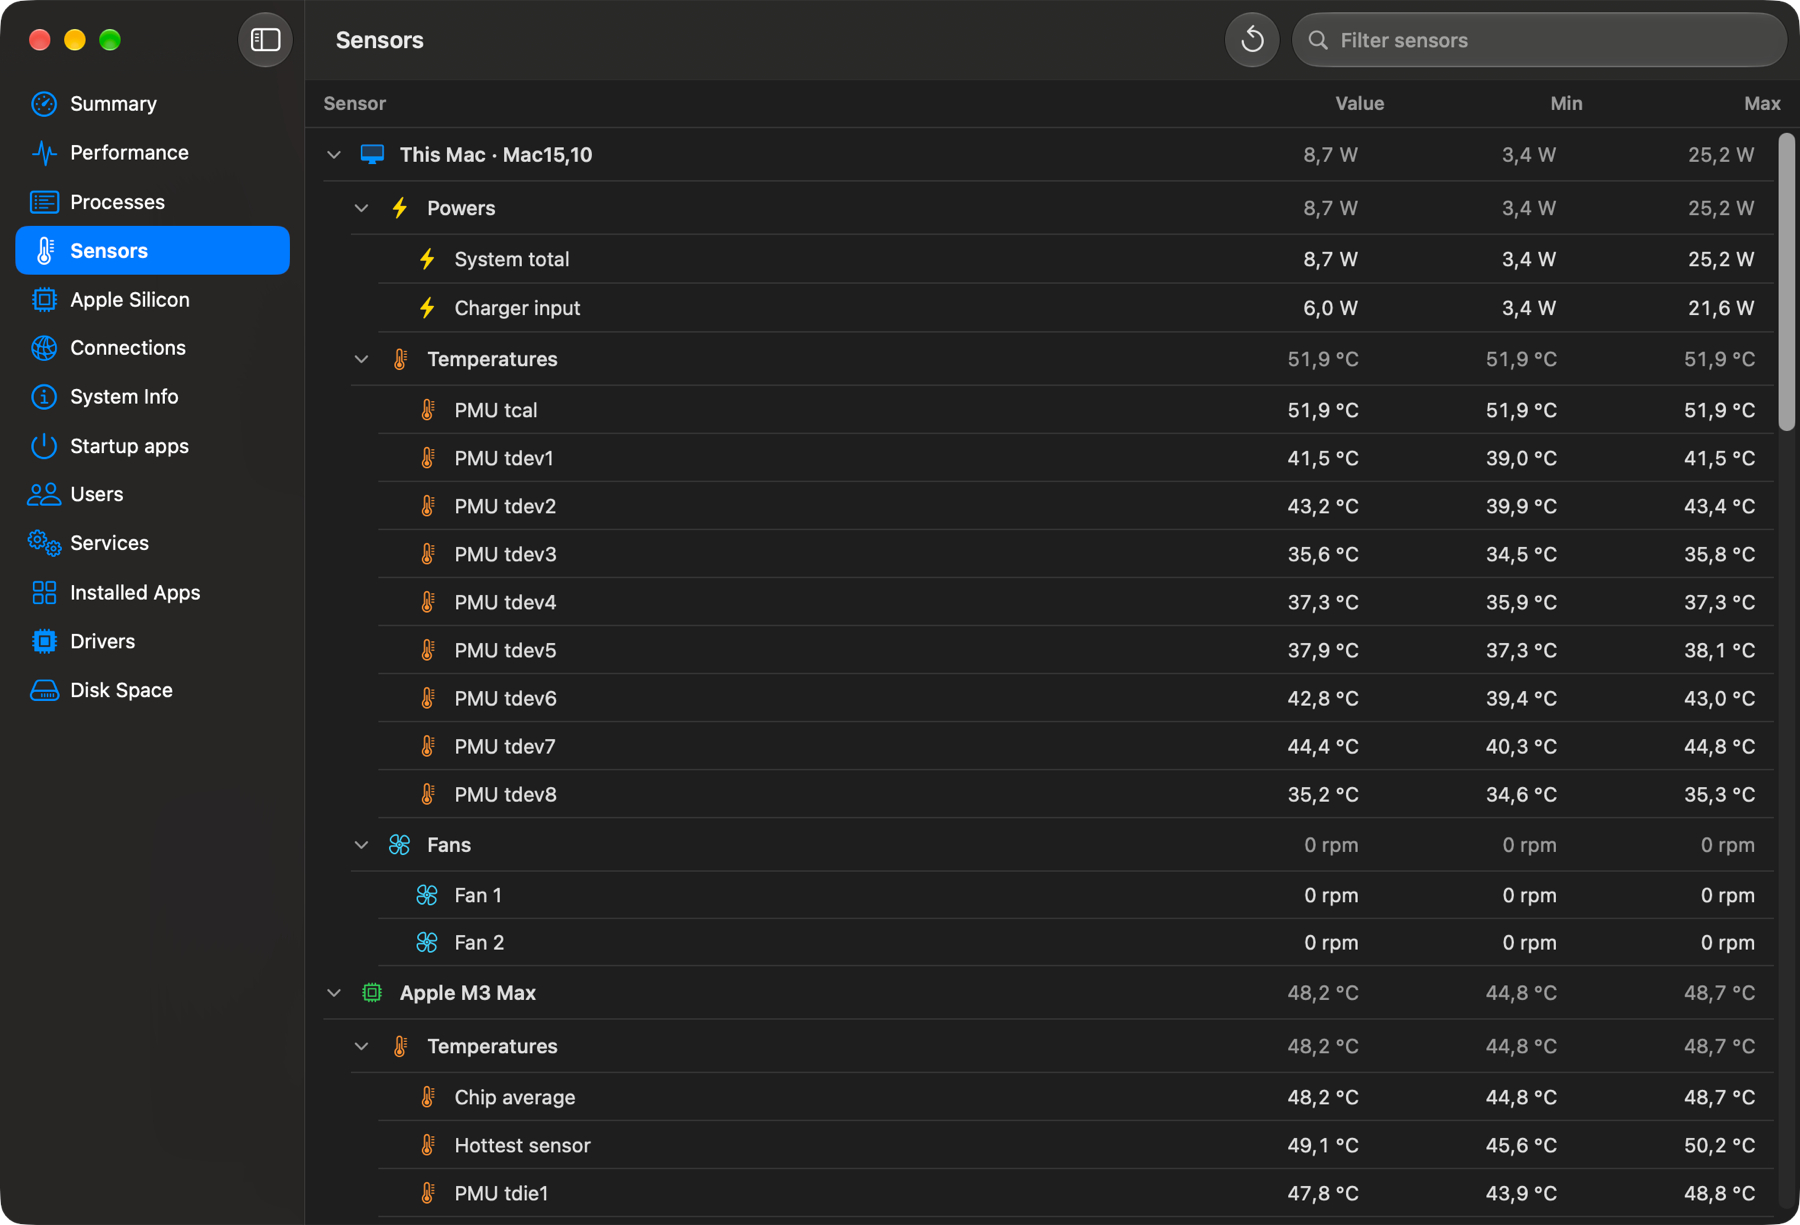 Sensors
Filter sensors
Summary
Performance
Processes
Sensors
Apple Silicon
Connections
System Info
Startup apps
Users
Services
Installed Apps
Drivers
Disk Space
Sensor Value Min Max
This Mac · Mac15,10 8,7 W 3,4 W 25,2 W
Powers 8,7 W 3,4 W 25,2 W
System total 8,7 W 3,4 W 25,2 W
Charger input 6,0 W 3,4 W 21,6 W
Temperatures 51,9 °C 51,9 °C 51,9 °C
PMU tcal 51,9 °C 51,9 °C 51,9 °C
PMU tdev1 41,5 °C 39,0 °C 41,5 °C
PMU tdev2 43,2 °C 39,9 °C 43,4 °C
PMU tdev3 35,6 °C 34,5 °C 35,8 °C
PMU tdev4 37,3 °C 35,9 °C 37,3 °C
PMU tdev5 37,9 °C 37,3 °C 38,1 °C
PMU tdev6 42,8 °C 39,4 °C 43,0 °C
PMU tdev7 44,4 °C 40,3 °C 44,8 °C
PMU tdev8 35,2 °C 34,6 °C 35,3 °C
Fans 0 rpm 0 rpm 0 rpm
Fan 1 0 rpm 0 rpm 0 rpm
Fan 2 0 rpm 0 rpm 0 rpm
Apple M3 Max 48,2 °C 44,8 °C 48,7 °C
Temperatures 48,2 °C 44,8 °C 48,7 °C
Chip average 48,2 °C 44,8 °C 48,7 °C
Hottest sensor 49,1 °C 45,6 °C 50,2 °C
PMU tdie1 47,8 °C 43,9 °C 48,8 °C